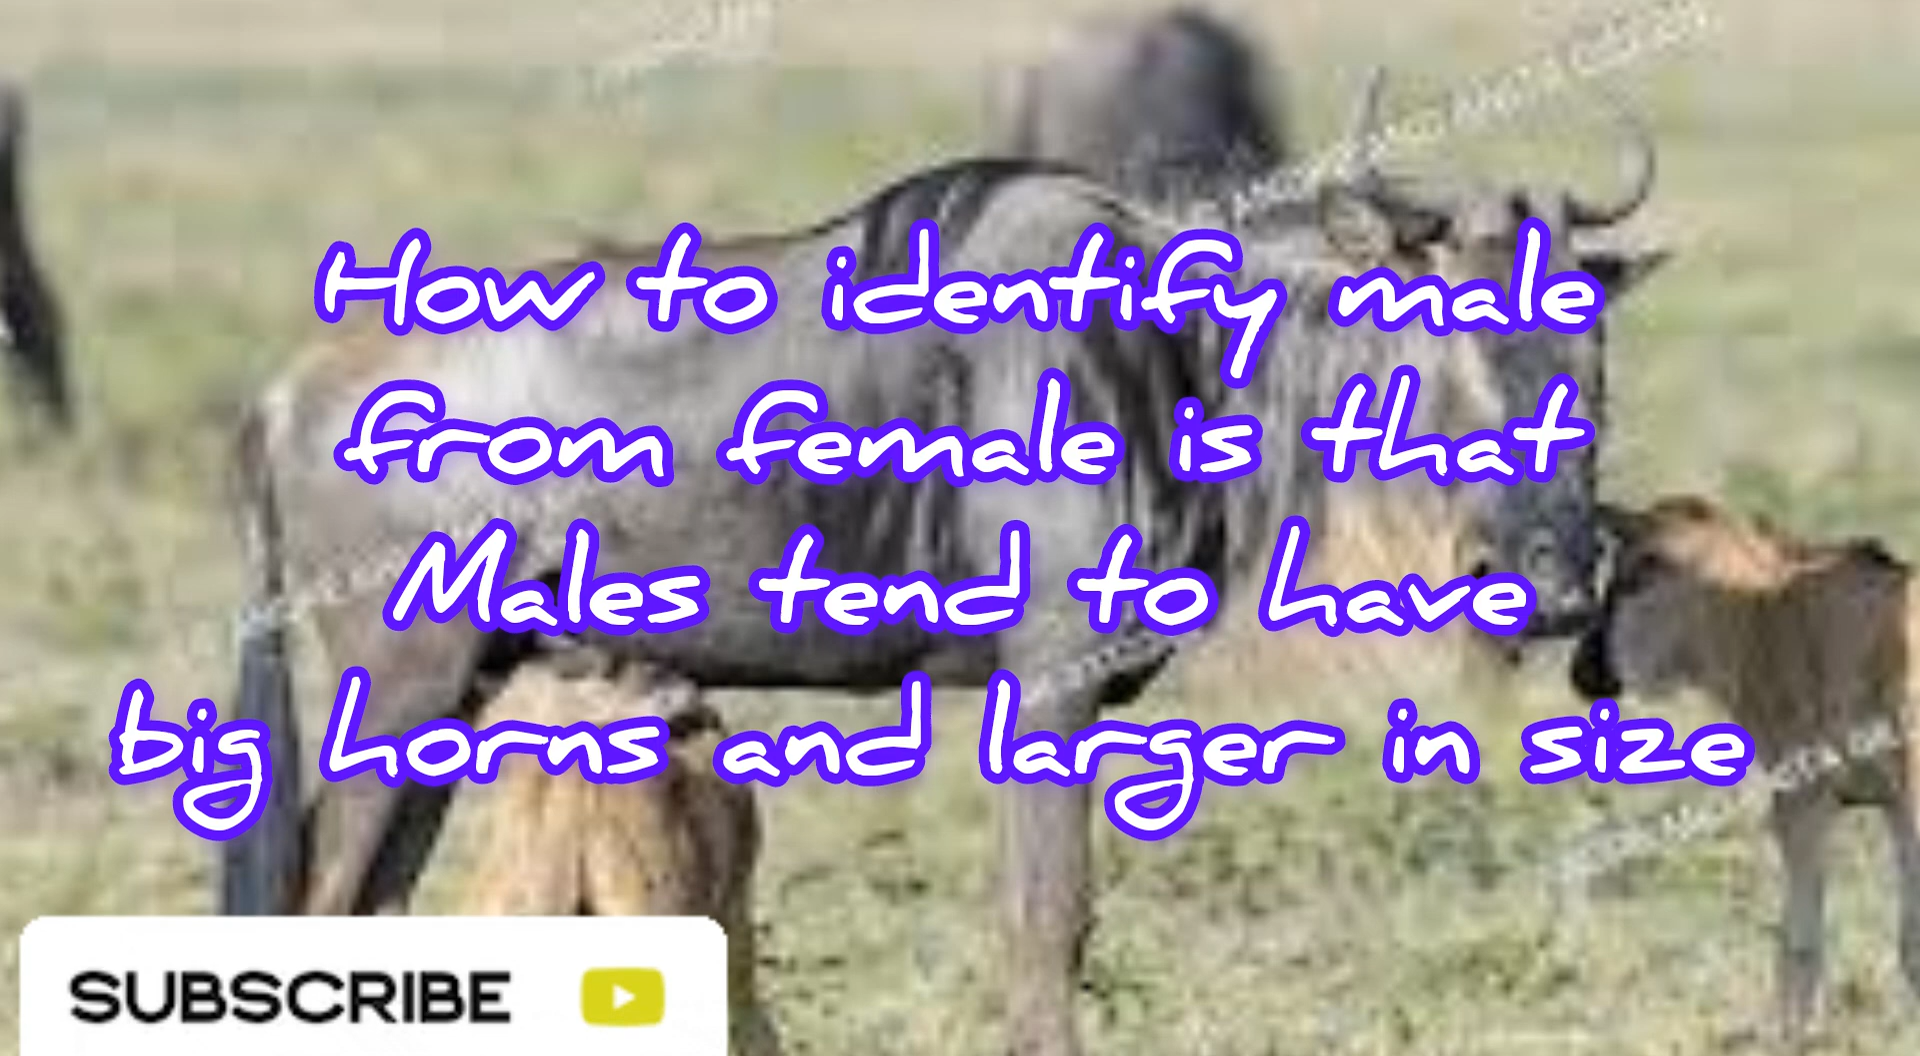 How to identify male
from female is that
Males tend to have
big horns and larger in size
SUBSCRIBE